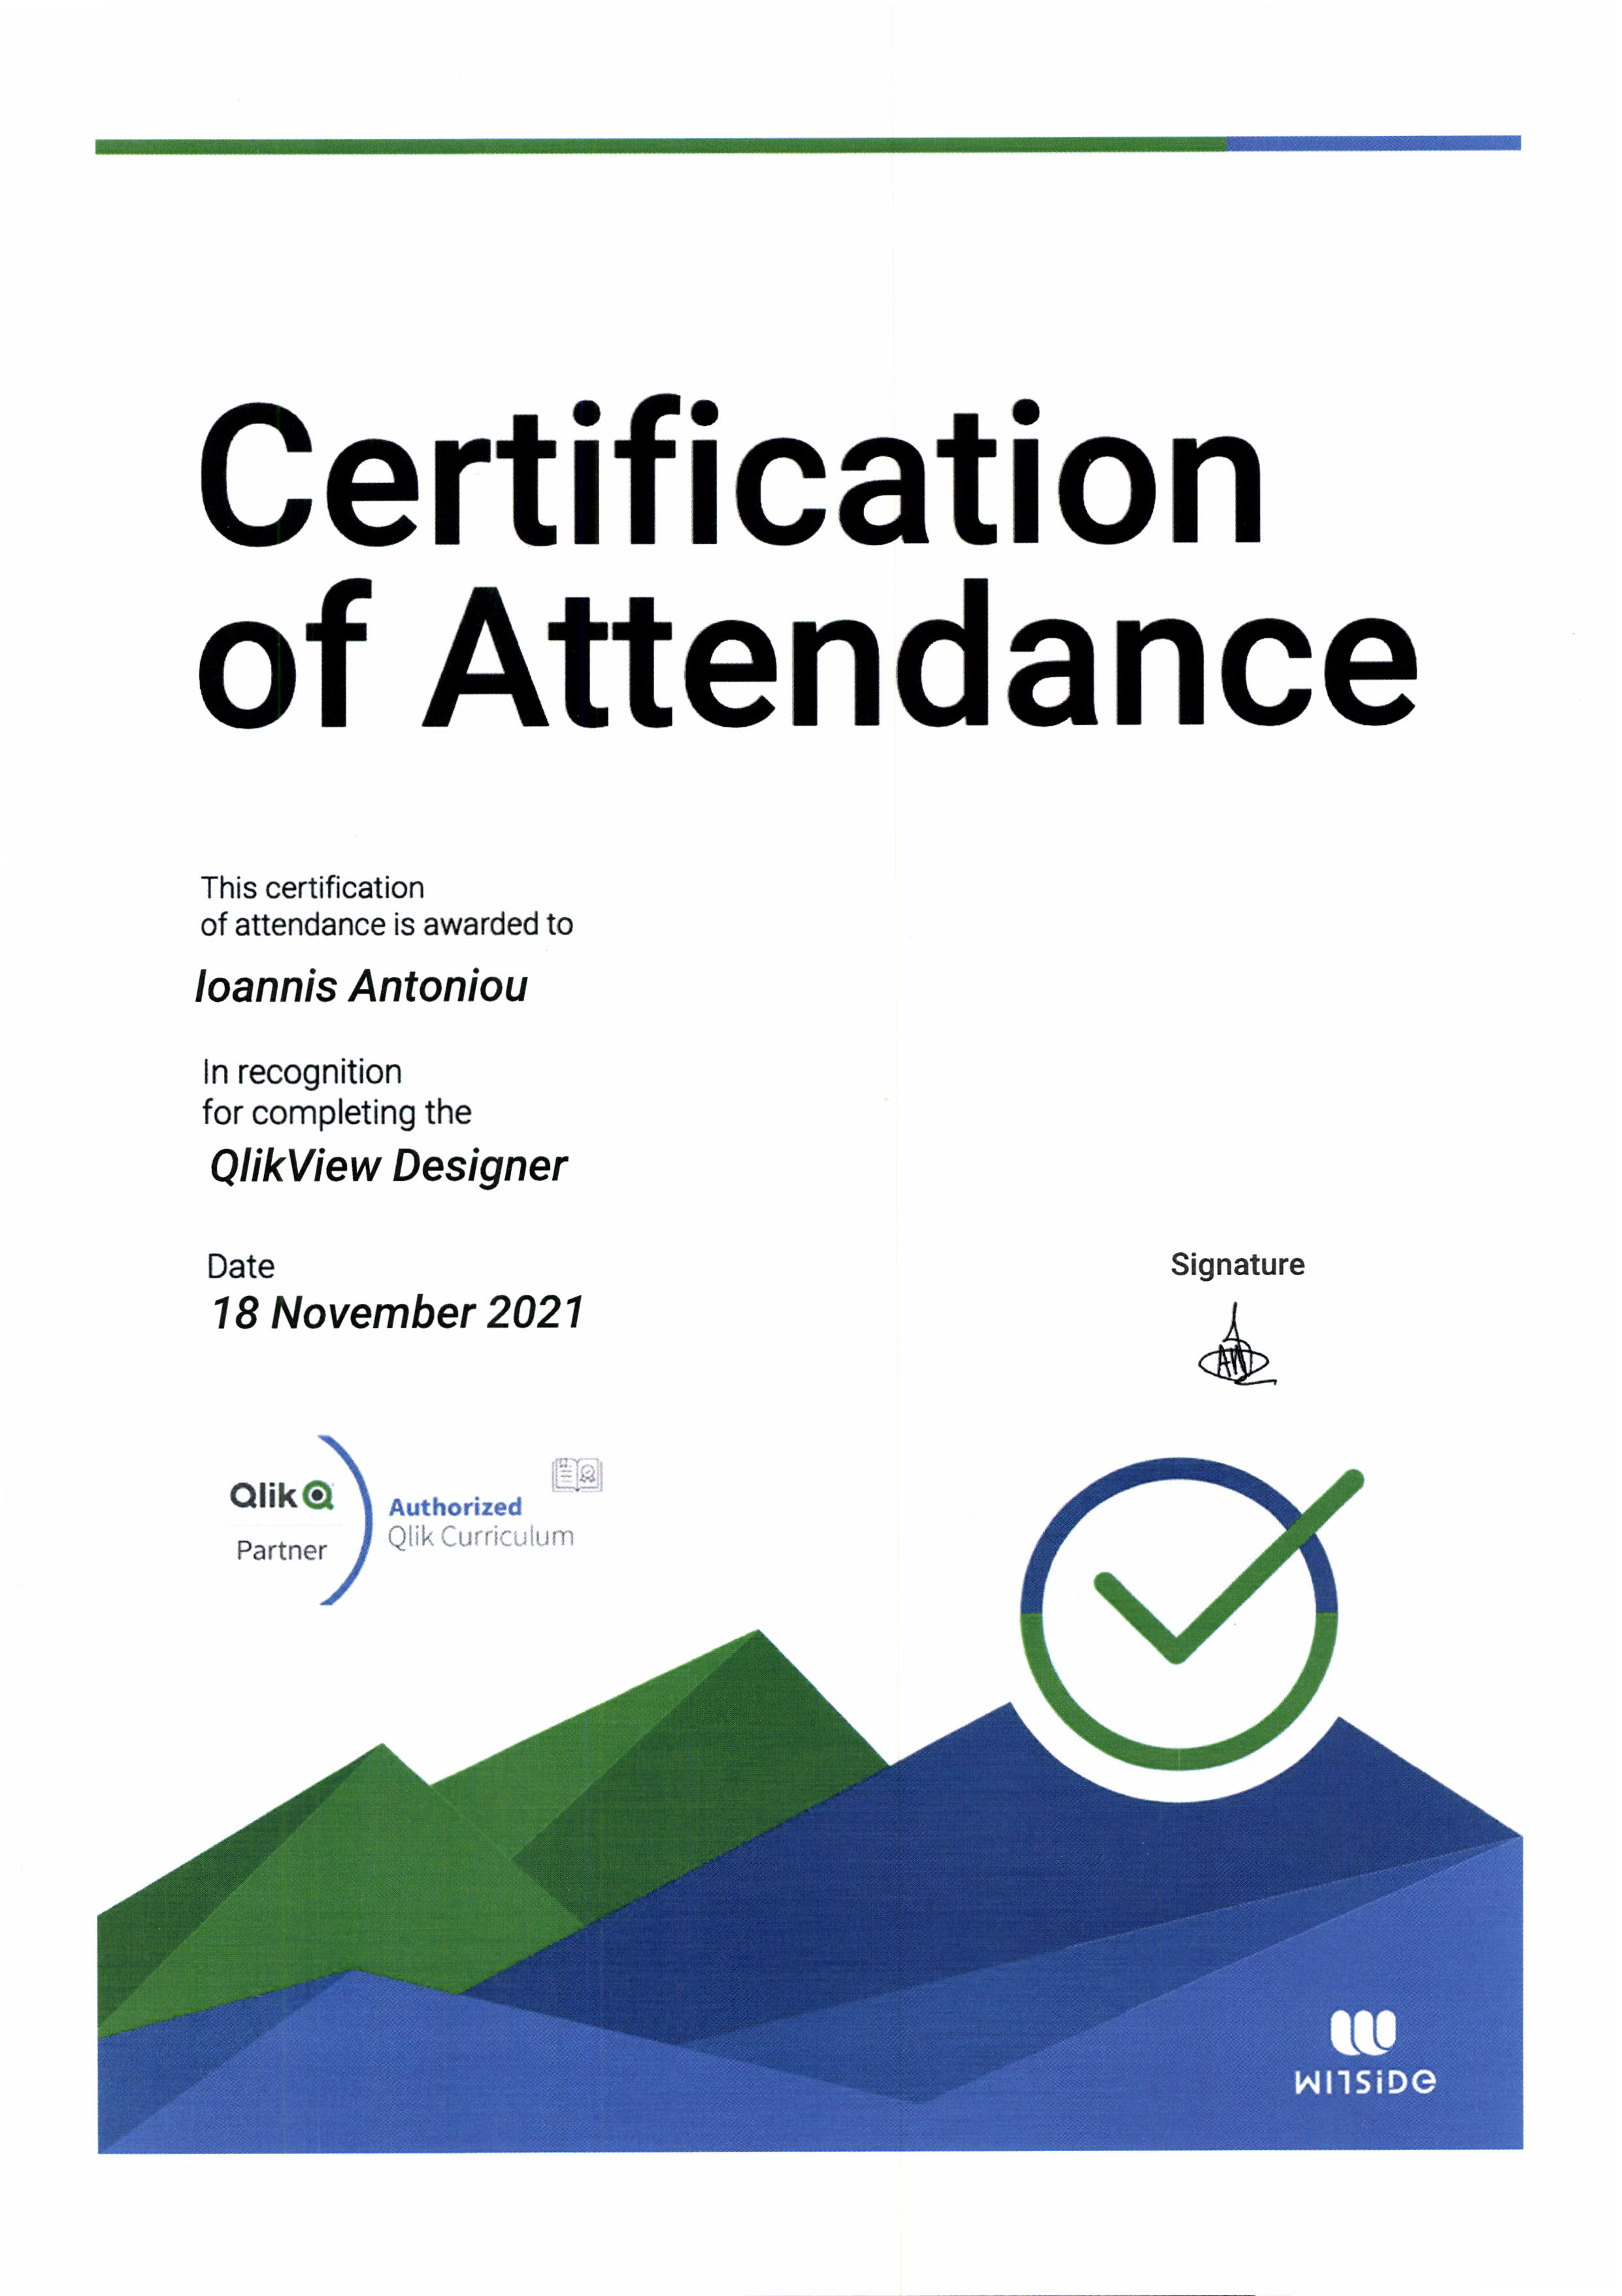 Certification
of Attendance
This certification
of attendance is awarded to
Ioannis Antoniou
In recognition
for completing the
QlikView Designer
Date
18 November 2021
Signature
Qlik
Partner
Authorized
Qlik Curriculum
WITSIDE